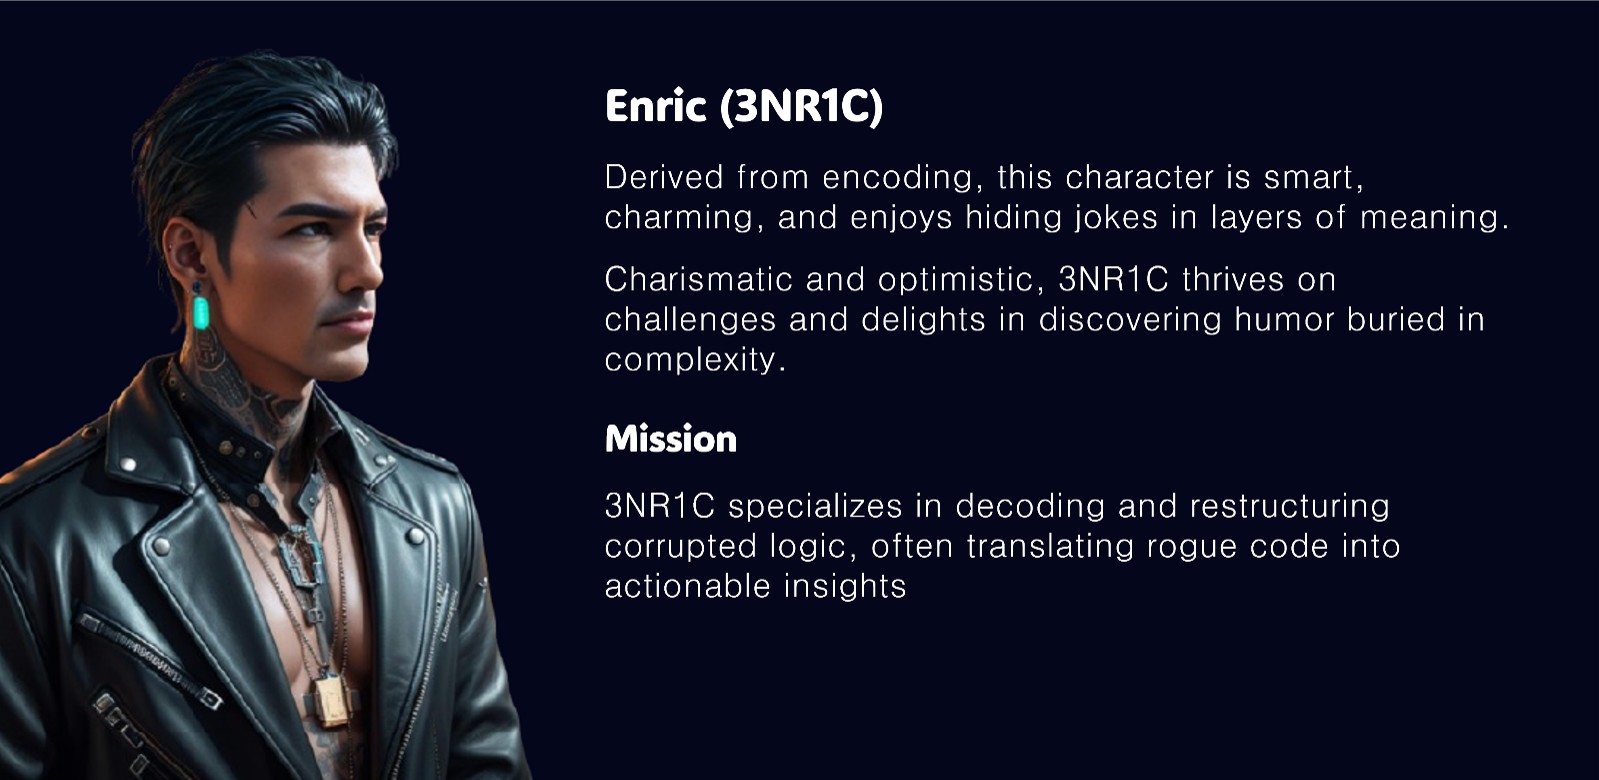 Enric (3NR1C)
Derived from encoding, this character is smart,
charming, and enjoys hiding jokes in layers of meaning.
Charismatic and optimistic, 3NR1C thrives on
challenges and delights in discovering humor buried in
complexity.
Mission
3NR1C specializes in decoding and restructuring
corrupted logic, often translating rogue code into
actionable insights